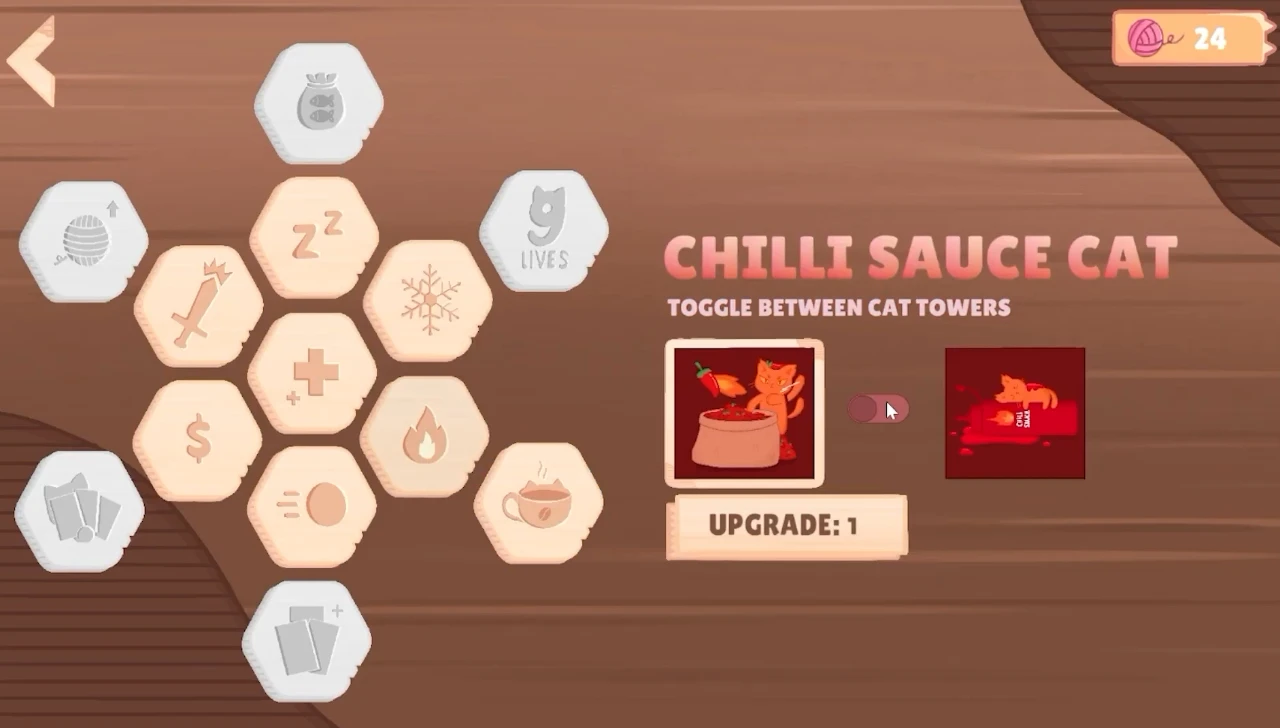 24
9
LIVES
Z Z
$
CHILLI SAUCE CAT
TOGGLE BETWEEN CAT TOWERS
UPGRADE: 1